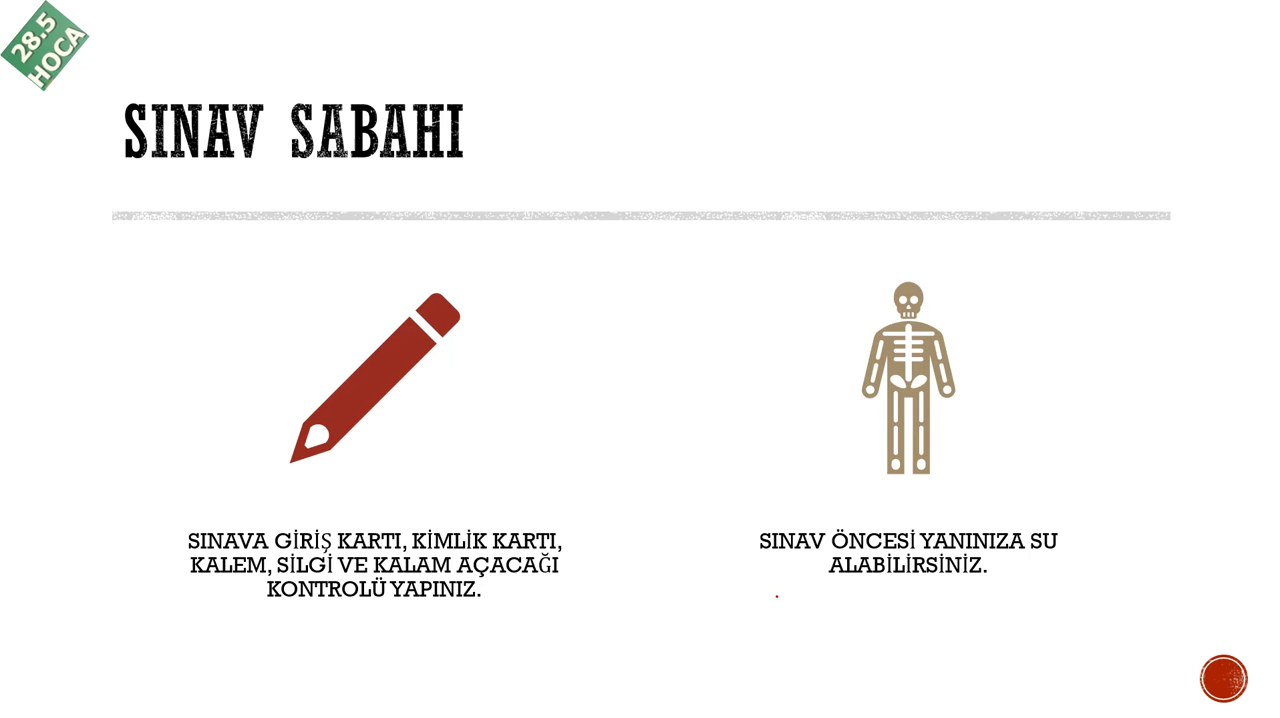 28.5
HOCA
SINAV SABAHI
SINAVA GİRİŞ KARTI, KİMLİK KARTI,
KALEM, SİLGİ VE KALAM AÇACAĞI
KONTROLÜ YAPINIZ.
SINAV ÖNCESİ YANINIZA SU
ALABİLİRSİNİZ.